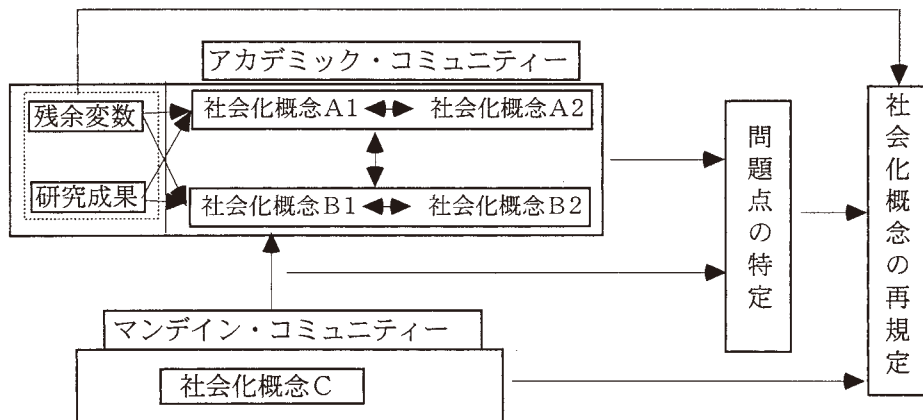 アカデミック・コミュニティー
残余変数
社会化概念A1
社会化概念A2
研究成果
社会化概念B1
社会化概念B2
マンデイン・コミュニティー
社会化概念C
問題点の特定
社会化概念の再規定